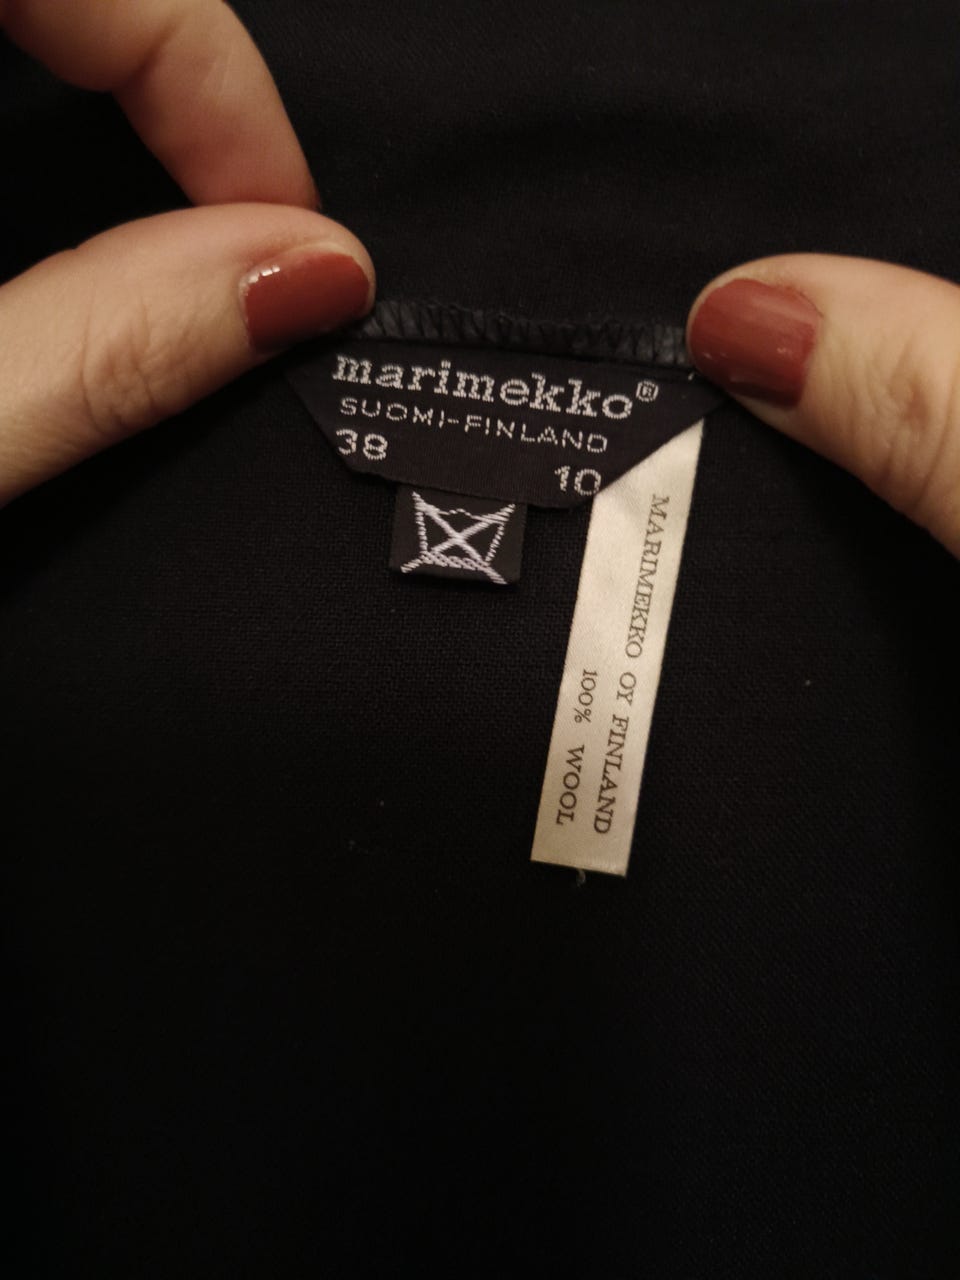 marimekko®
SUOMI-FINLAND
38
10
MARIMEKKO OY FINLAND
100% WOOL